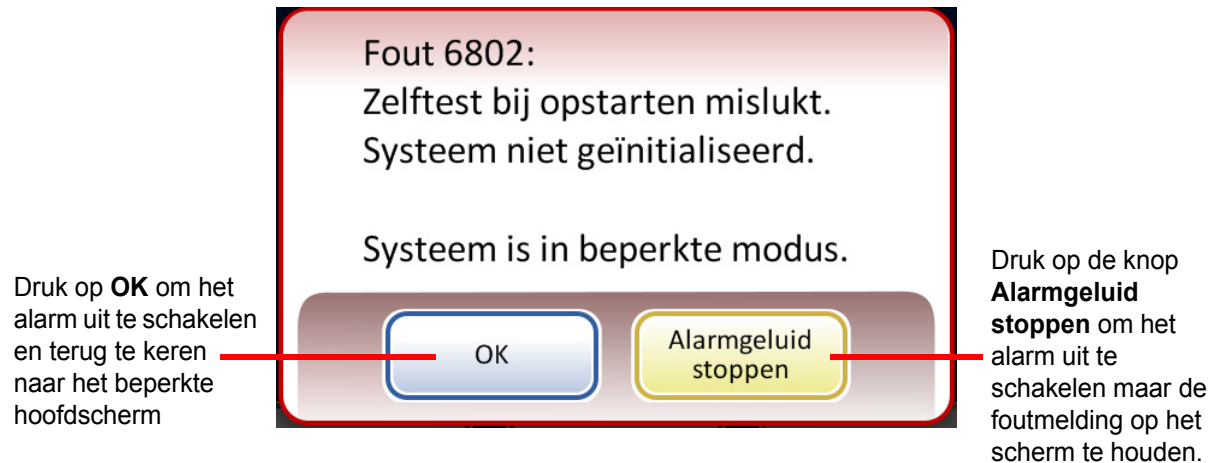 Fout 6802:
Zelftest bij opstarten mislukt.
Systeem niet geïnitialiseerd.
Systeem is in beperkte modus.
Druk op OK om het
alarm uit te schakelen
en terug te keren
naar het beperkte
hoofdscherm
OK
Alarmgeluid
stoppen
Druk op de knop
Alarmgeluid
stoppen om het
alarm uit te
schakelen maar de
foutmelding op het
scherm te houden.